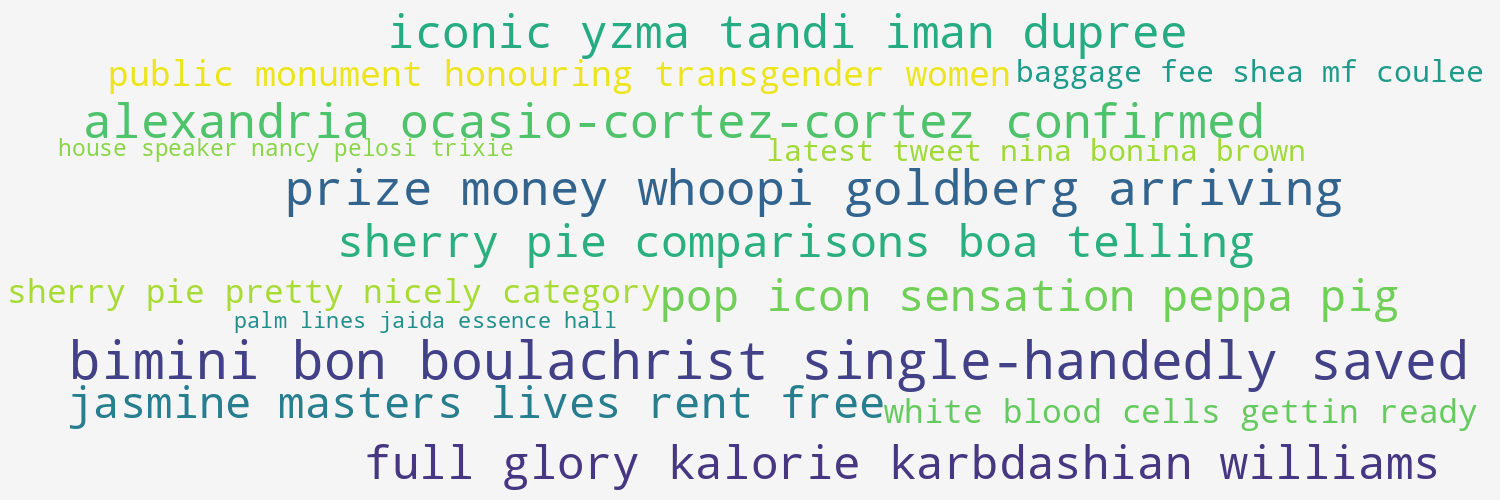 iconic yzma tandi iman dupree
public monument honouring transgender women
baggage fee shea mf coulee
alexandria ocasio-cortez-cortez confirmed
house speaker nancy pelosi trixie
latest tweet nina bonina brown
prize money whoopi goldberg arriving
sherry pie comparisons boa telling
sherry pie pretty nicely category
pop icon sensation peppa pig
palm lines jaida essence hall
bimini bon boulachrist single-handedly saved
jasmine masters lives rent free
white blood cells gettin ready
full glory kalorie karbdashian williams